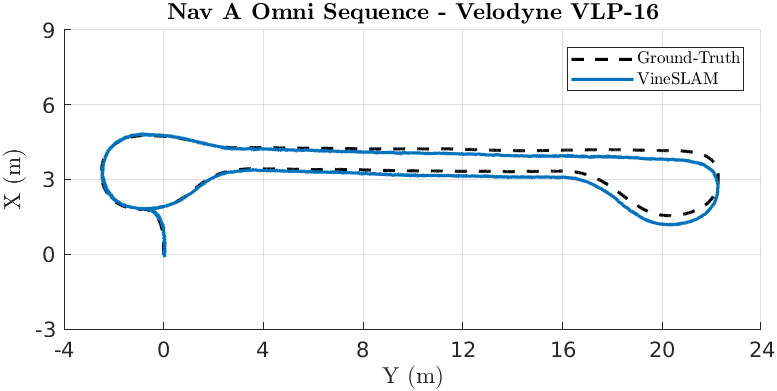 Nav A Omni Sequence - Velodyne VLP-16
Ground-Truth
VineSLAM
9
6
3
0
-3
X (m)
-4 0 4 8 12 16 20 24
Y (m)